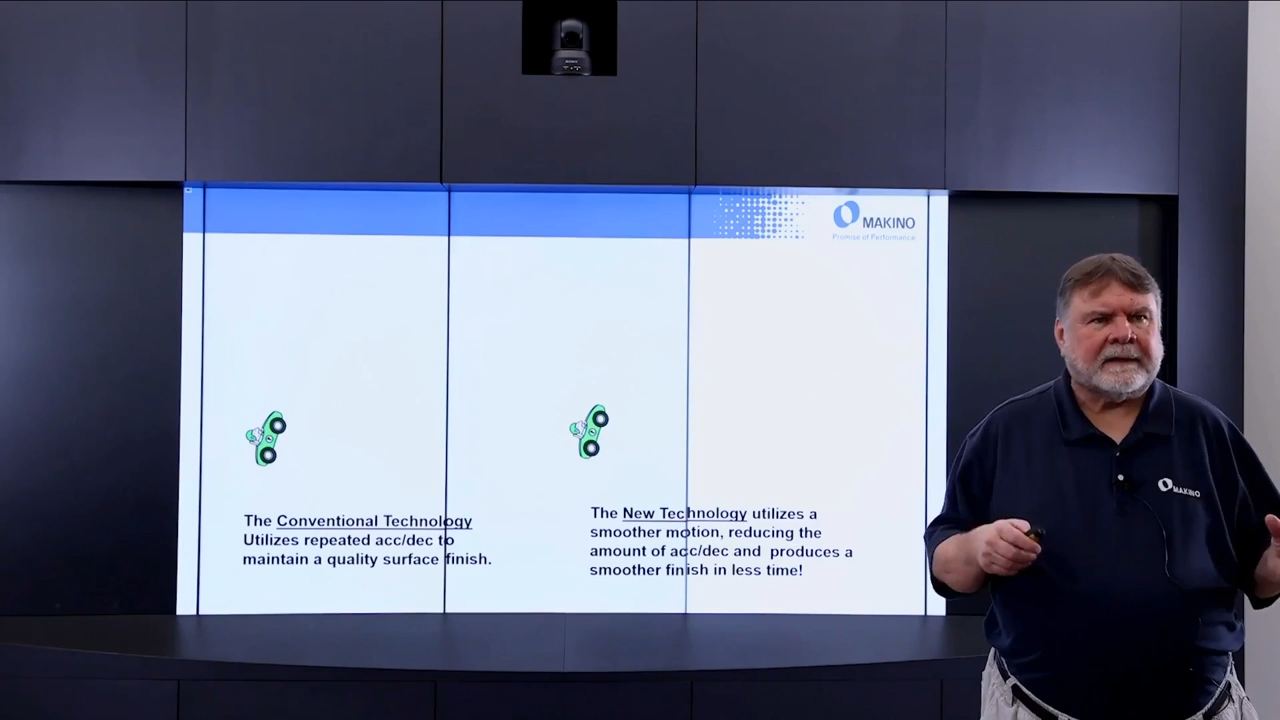 SONY
MAKINO
Promise of Performance
The Conventional Technology
Utilizes repeated acc/dec to
maintain a quality surface finish.
The New Technology utilizes a
smoother motion, reducing the
amount of acc/dec and produces a
smoother finish in less time!
MAKINO